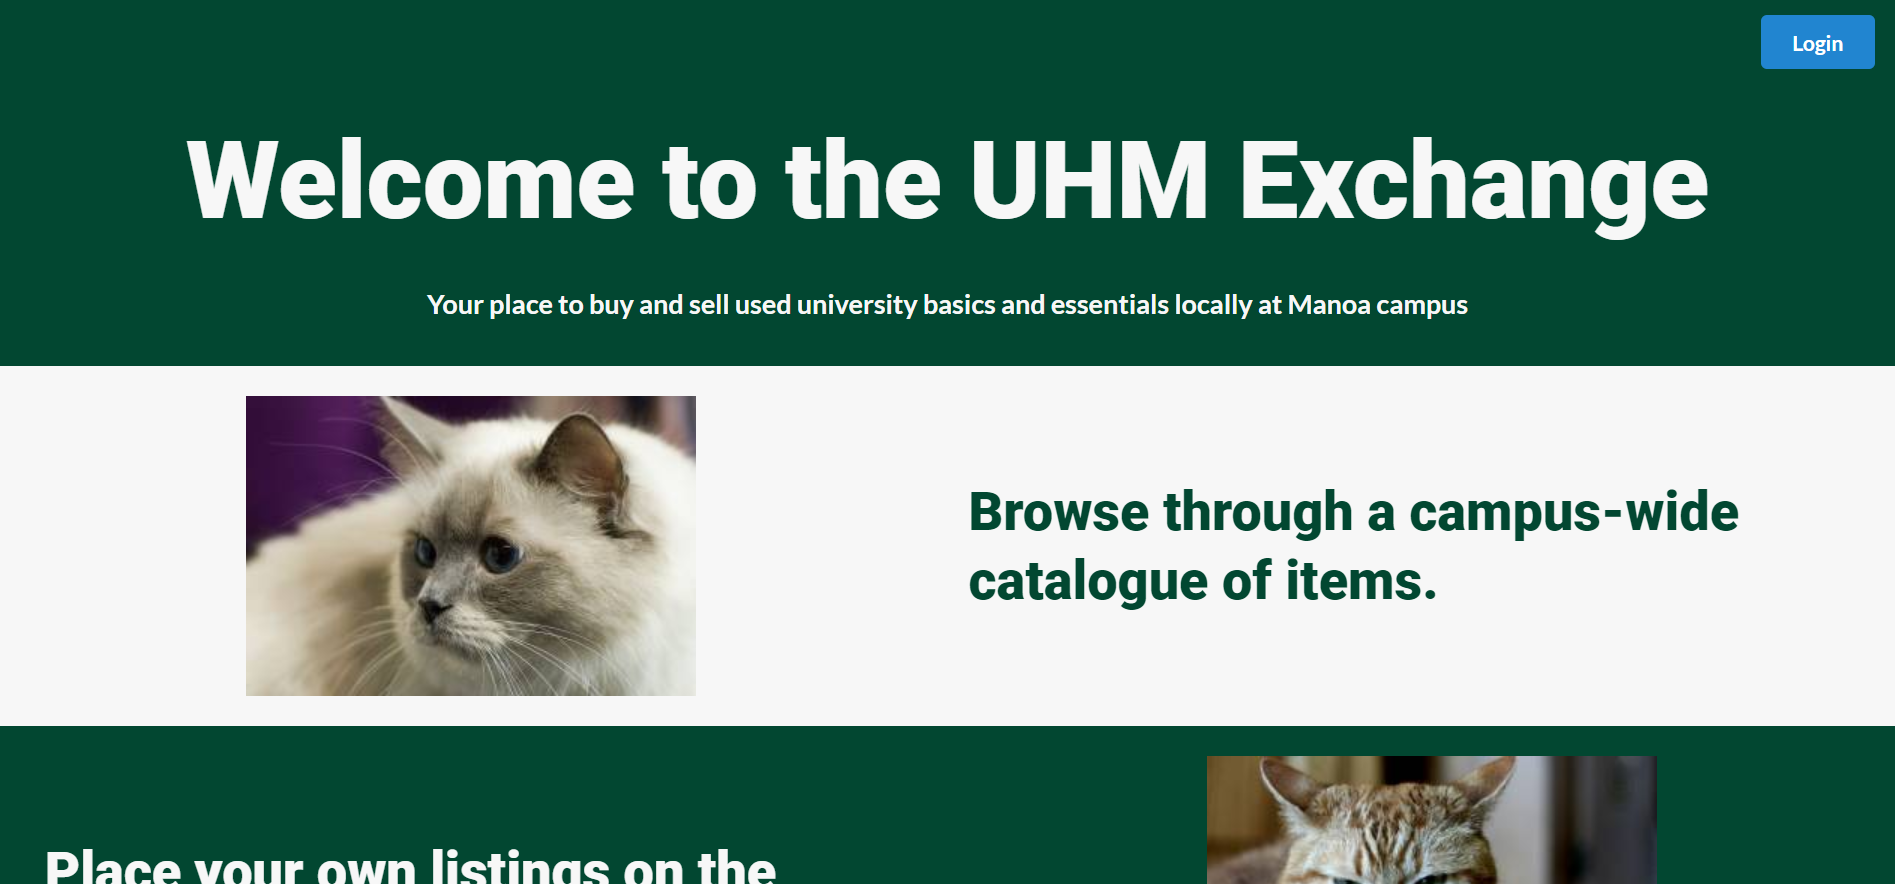 Login
Welcome to the UHM Exchange
Your place to buy and sell used university basics and essentials locally at Manoa campus
Browse through a campus-wide
catalogue of items.
Place your own listings on the